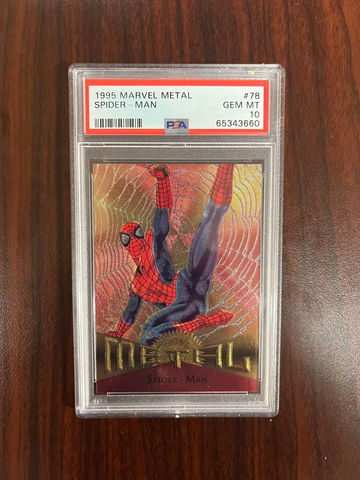 1995 MARVEL METAL #78
SPIDER-MAN GEM MT
10
PSA 65343660
METAL
SPIDER-MAN